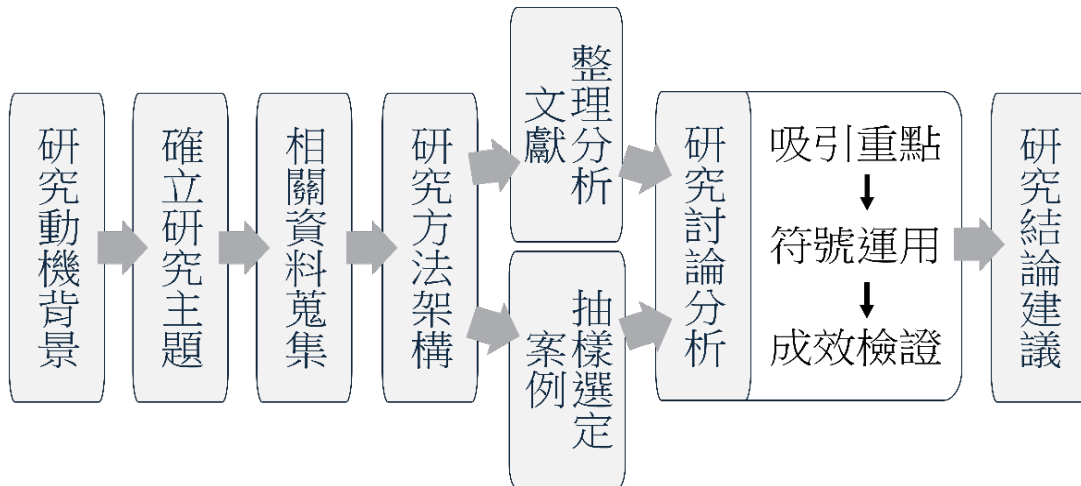 研究動機背景
確立研究主題
相關資料蒐集
研究方法架構
整理分析
文獻
抽樣選定
案例
研究討論分析
吸引重點
符號運用
成效檢證
研究結論建議